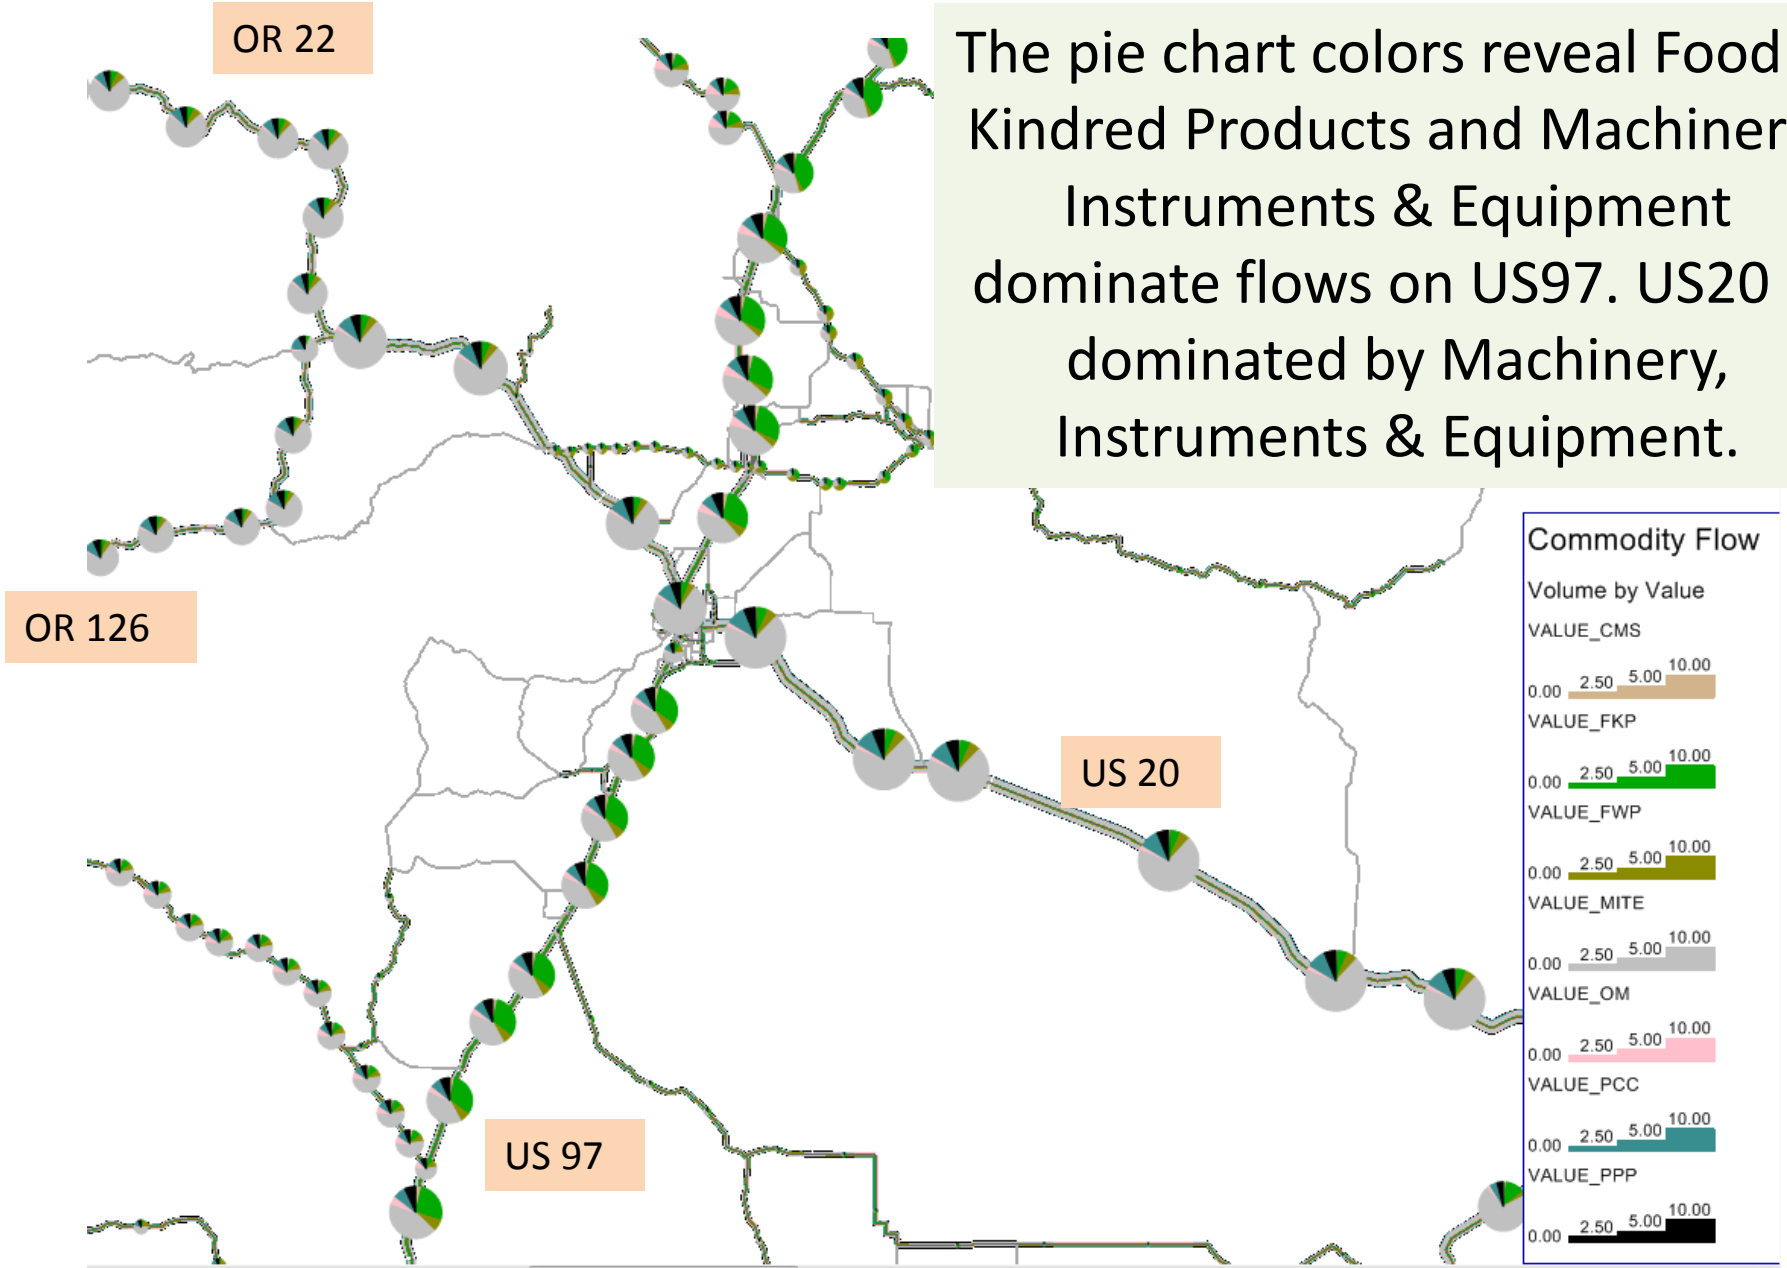 OR 22
The pie chart colors reveal Food
Kindred Products and Machiner
Instruments & Equipment
dominate flows on US97. US20
dominated by Machinery,
Instruments & Equipment.
OR 126
US 20
US 97
Commodity Flow
Volume by Value
VALUE_CMS
0.00 2.50 5.00 10.00
VALUE_FKP
0.00 2.50 5.00 10.00
VALUE_FWP
0.00 2.50 5.00 10.00
VALUE_MITE
0.00 2.50 5.00 10.00
VALUE_OM
0.00 2.50 5.00 10.00
VALUE_PCC
0.00 2.50 5.00 10.00
VALUE_PPP
0.00 2.50 5.00 10.00